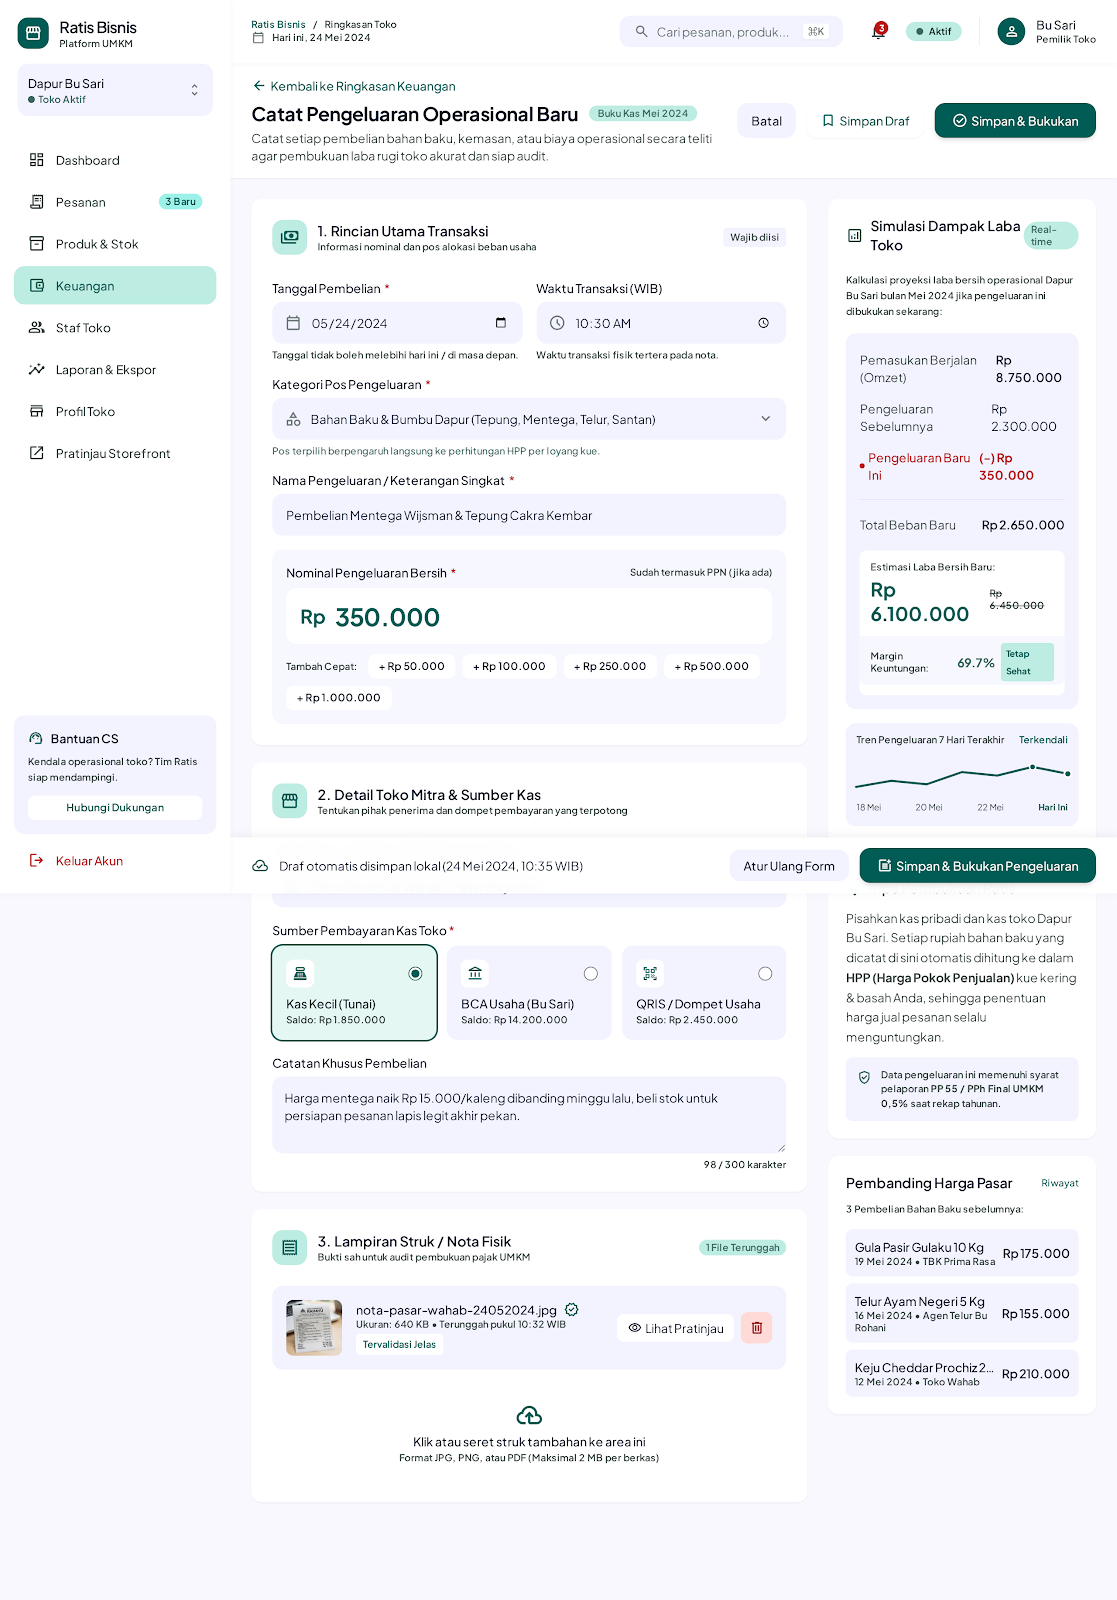 Ratis Bisnis
Platform UMKM
Dapur Bu Sari
Toko Aktif
Dashboard
Pesanan
3 Baru
Produk & Stok
Keuangan
Staf Toko
Laporan & Ekspor
Profil Toko
Pratinjau Storefront
Bantuan CS
Kendala operasional toko? Tim Ratis
siap mendampingi.
Hubungi Dukungan
Keluar Akun
Ratis Bisnis / Ringkasan Toko
Hari ini, 24 Mei 2024
Cari pesanan, produk...
⌘K
3
Aktif
Bu Sari
Pemilik Toko
Kembali ke Ringkasan Keuangan
Catat Pengeluaran Operasional Baru
Buku Kas Mei 2024
Catat setiap pembelian bahan baku, kemasan, atau biaya operasional secara teliti
agar pembukuan laba rugi toko akurat dan siap audit.
Batal
Simpan Draf
Simpan & Bukukan
1. Rincian Utama Transaksi
Informasi nominal dan pos alokasi beban usaha
Wajib diisi
Tanggal Pembelian *
05/24/2024
Tanggal tidak boleh melebihi hari ini / di masa depan.
Waktu Transaksi (WIB)
10:30 AM
Waktu transaksi fisik tertera pada nota.
Kategori Pos Pengeluaran *
Bahan Baku & Bumbu Dapur (Tepung, Mentega, Telur, Santan)
Pos terpilih berpengaruh langsung ke perhitungan HPP per loyang kue.
Nama Pengeluaran / Keterangan Singkat *
Pembelian Mentega Wijsman & Tepung Cakra Kembar
Nominal Pengeluaran Bersih *
Sudah termasuk PPN (jika ada)
Rp 350.000
Tambah Cepat:
+ Rp 50.000
+ Rp 100.000
+ Rp 250.000
+ Rp 500.000
+ Rp 1.000.000
2. Detail Toko Mitra & Sumber Kas
Tentukan pihak penerima dan dompet pembayaran yang terpotong
Draf otomatis disimpan lokal (24 Mei 2024, 10:35 WIB)
Atur Ulang Form
Simpan & Bukukan Pengeluaran
Sumber Pembayaran Kas Toko *
Kas Kecil (Tunai)
Saldo: Rp 1.850.000
BCA Usaha (Bu Sari)
Saldo: Rp 14.200.000
QRIS / Dompet Usaha
Saldo: Rp 2.450.000
Catatan Khusus Pembelian
Harga mentega naik Rp 15.000/kaleng dibanding minggu lalu, beli stok untuk
persiapan pesanan lapis legit akhir pekan.
98 / 300 karakter
3. Lampiran Struk / Nota Fisik
Bukti sah untuk audit pembukuan pajak UMKM
1 File Terunggah
nota-pasar-wahab-24052024.jpg
Ukuran: 640 KB • Terunggah pukul 10:32 WIB
Tervalidasi Jelas
Lihat Pratinjau
Klik atau seret struk tambahan ke area ini
Format JPG, PNG, atau PDF (Maksimal 2 MB per berkas)
Simulasi Dampak Laba
Toko
Real-
time
Kalkulasi proyeksi laba bersih operasional Dapur
Bu Sari bulan Mei 2024 jika pengeluaran ini
dibukukan sekarang:
Pemasukan Berjalan
(Omzet)
Rp
8.750.000
Pengeluaran
Sebelumnya
Rp
2.300.000
Pengeluaran Baru
Ini
(-) Rp
350.000
Total Beban Baru
Rp 2.650.000
Estimasi Laba Bersih Baru:
Rp
6.100.000
Rp
6.450.000
Margin
Keuntungan:
69.7%
Tetap
Sehat
Tren Pengeluaran 7 Hari Terakhir
Terkendali
18 Mei
20 Mei
22 Mei
Hari Ini
Pisahkan kas pribadi dan kas toko Dapur
Bu Sari. Setiap rupiah bahan baku yang
dicatat di sini otomatis dihitung ke dalam
HPP (Harga Pokok Penjualan) kue kering
& basah Anda, sehingga penentuan
harga jual pesanan selalu
menguntungkan.
Data pengeluaran ini memenuhi syarat
pelaporan PP 55 / PPh Final UMKM
0,5% saat rekap tahunan.
Pembanding Harga Pasar
Riwayat
3 Pembelian Bahan Baku sebelumnya:
Gula Pasir Gulaku 10 Kg
19 Mei 2024 • TBK Prima Rasa
Rp 175.000
Telur Ayam Negeri 5 Kg
16 Mei 2024 • Agen Telur Bu
Rohani
Rp 155.000
Keju Cheddar Prochiz 2...
12 Mei 2024 • Toko Wahab
Rp 210.000